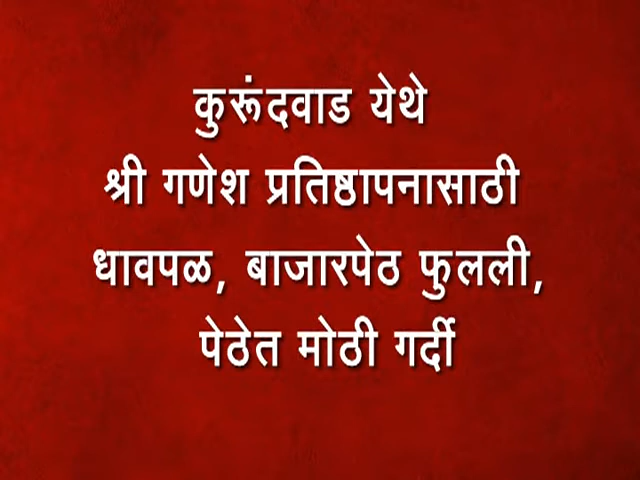 कुरूंदवाड येथे
श्री गणेश प्रतिष्ठापनासाठी
धावपळ, बाजारपेठ फुलली,
पेठेत मोठी गर्दी